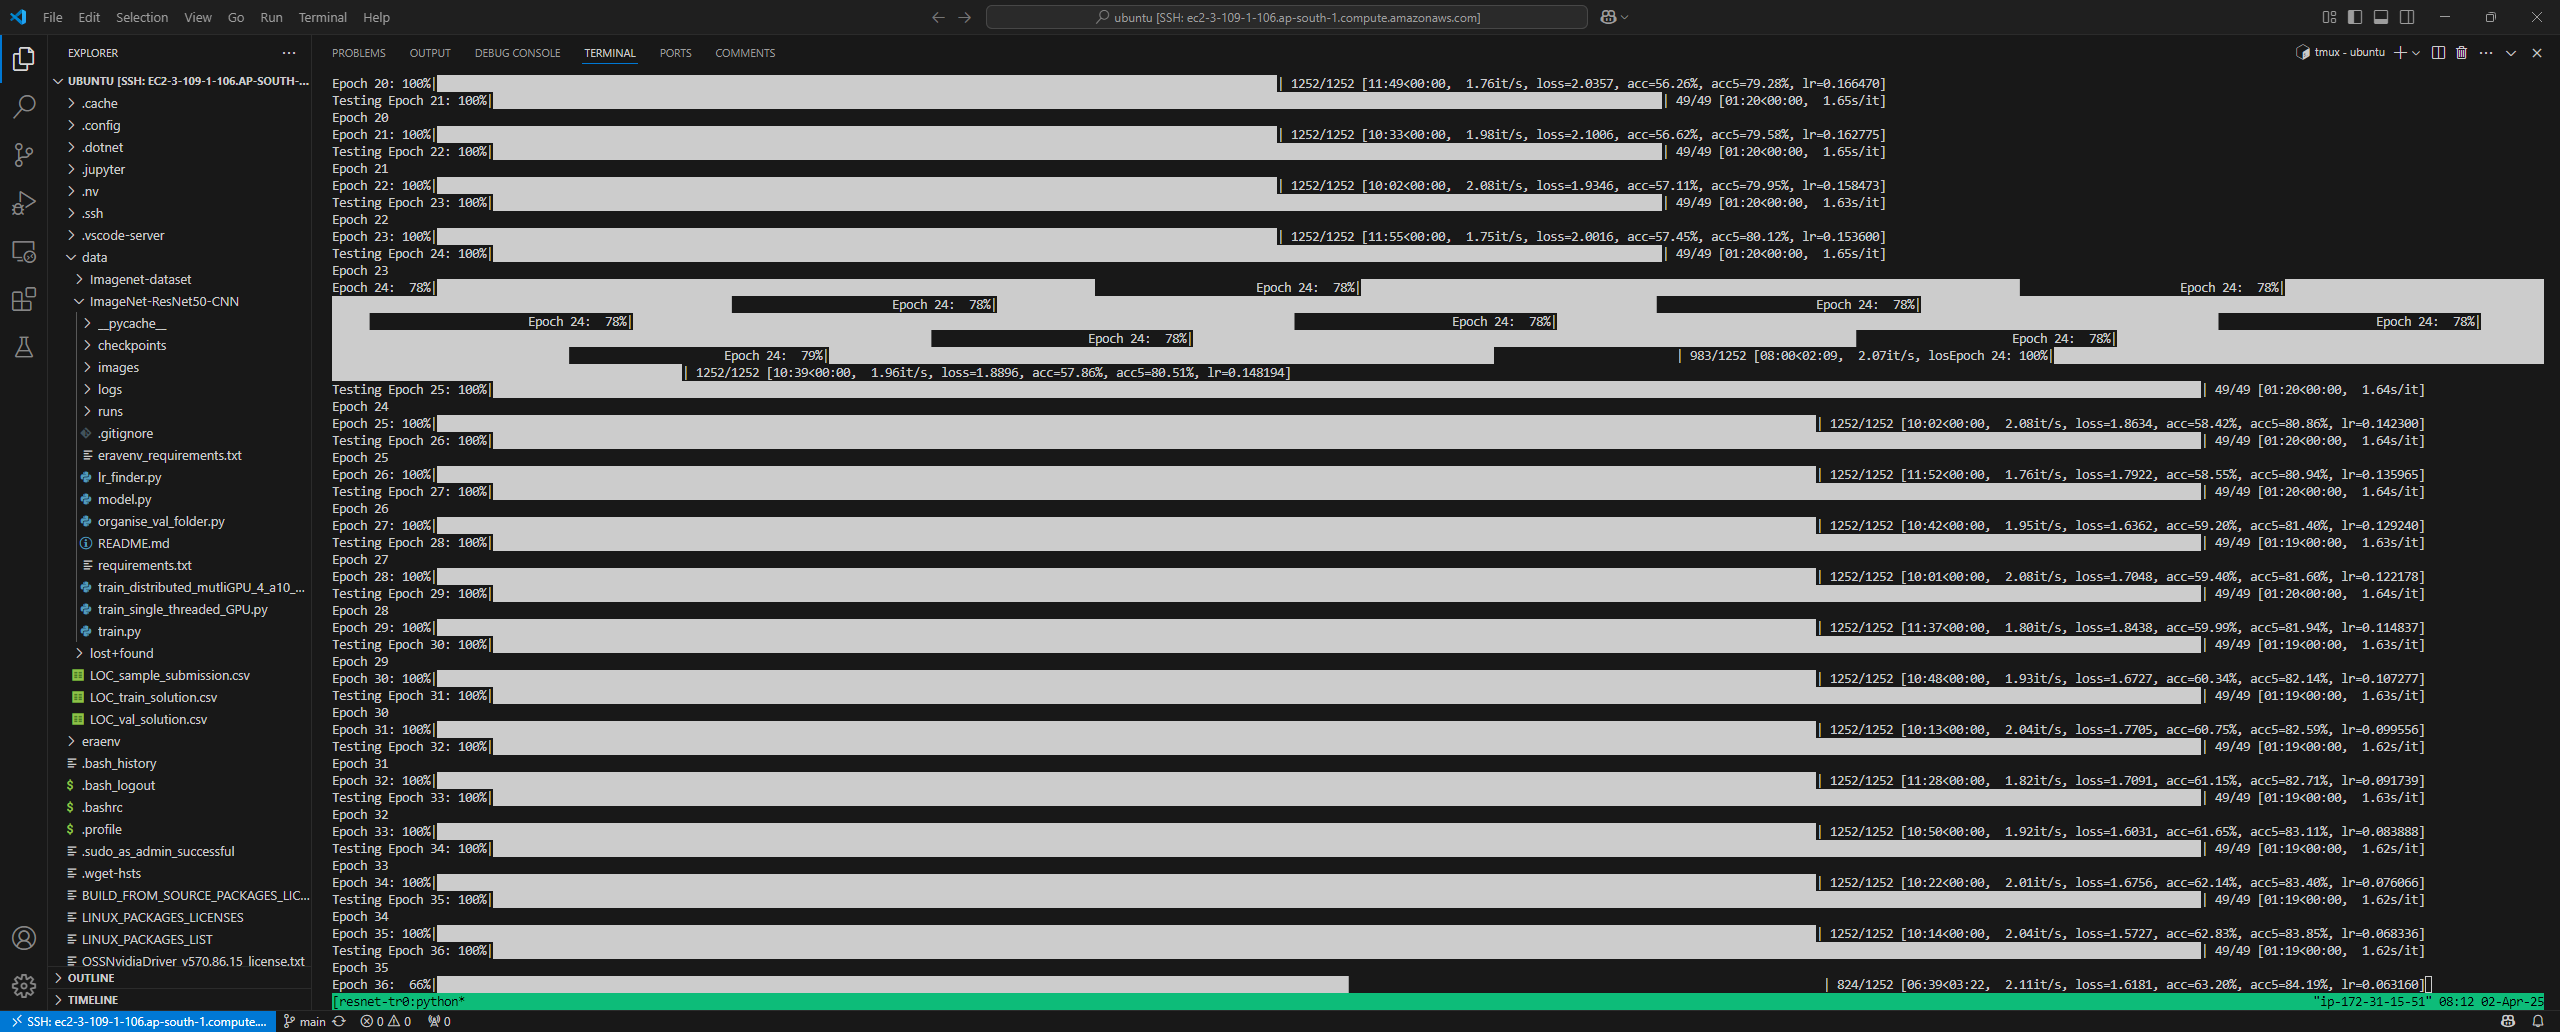 File Edit Selection View Go Run Terminal Help
ubuntu [SSH: ec2-3-109-1-106.ap-south-1.compute.amazonaws.com]
EXPLORER
UBUNTU [SSH: EC2-3-109-1-106.AP-SOUTH-...
.cache
.config
.dotnet
.jupyter
.nv
.ssh
.vscode-server
data
Imagenet-dataset
ImageNet-ResNet50-CNN
__pycache__
checkpoints
images
logs
runs
.gitignore
eravenv_requirements.txt
lr_finder.py
model.py
organise_val_folder.py
README.md
requirements.txt
train_distributed_mutliGPU_4_a10_...
train_single_threaded_GPU.py
train.py
lost+found
LOC_sample_submission.csv
LOC_train_solution.csv
LOC_val_solution.csv
eraenv
.bash_history
.bash_logout
.bashrc
.profile
.sudo_as_admin_successful
.wget-hsts
BUILD_FROM_SOURCE_PACKAGES_LIC...
LINUX_PACKAGES_LICENSES
LINUX_PACKAGES_LIST
OSSNvidiaDriver_v570.86.15_license.txt
OUTLINE
TIMELINE
PROBLEMS OUTPUT DEBUG CONSOLE TERMINAL PORTS COMMENTS
tmux - ubuntu
Epoch 20: 100%| | 1252/1252 [11:49<00:00, 1.76it/s, loss=2.0357, acc=56.26%, acc5=79.28%, lr=0.166470]
Testing Epoch 21: 100%| | 49/49 [01:20<00:00, 1.65s/it]
Epoch 20
Epoch 21: 100%| | 1252/1252 [10:33<00:00, 1.98it/s, loss=2.1006, acc=56.62%, acc5=79.58%, lr=0.162775]
Testing Epoch 22: 100%| | 49/49 [01:20<00:00, 1.65s/it]
Epoch 21
Epoch 22: 100%| | 1252/1252 [10:02<00:00, 2.08it/s, loss=1.9346, acc=57.11%, acc5=79.95%, lr=0.158473]
Testing Epoch 23: 100%| | 49/49 [01:20<00:00, 1.63s/it]
Epoch 22
Epoch 23: 100%| | 1252/1252 [11:55<00:00, 1.75it/s, loss=2.0016, acc=57.45%, acc5=80.12%, lr=0.153600]
Testing Epoch 24: 100%| | 49/49 [01:20<00:00, 1.65s/it]
Epoch 23
Epoch 24: 78%| Epoch 24: 78%| Epoch 24: 78%|
Epoch 24: 78%| Epoch 24: 78%|
Epoch 24: 78%| Epoch 24: 78%| Epoch 24: 78%|
Epoch 24: 78%| Epoch 24: 78%|
Epoch 24: 79%| | 983/1252 [08:00<02:09, 2.07it/s, losEpoch 24: 100%|
| 1252/1252 [10:39<00:00, 1.96it/s, loss=1.8896, acc=57.86%, acc5=80.51%, lr=0.148194]
Testing Epoch 25: 100%| | 49/49 [01:20<00:00, 1.64s/it]
Epoch 24
Epoch 25: 100%| | 1252/1252 [10:02<00:00, 2.08it/s, loss=1.8634, acc=58.42%, acc5=80.86%, lr=0.142300]
Testing Epoch 26: 100%| | 49/49 [01:20<00:00, 1.64s/it]
Epoch 25
Epoch 26: 100%| | 1252/1252 [11:52<00:00, 1.76it/s, loss=1.7922, acc=58.55%, acc5=80.94%, lr=0.135965]
Testing Epoch 27: 100%| | 49/49 [01:20<00:00, 1.64s/it]
Epoch 26
Epoch 27: 100%| | 1252/1252 [10:42<00:00, 1.95it/s, loss=1.6362, acc=59.20%, acc5=81.40%, lr=0.129240]
Testing Epoch 28: 100%| | 49/49 [01:19<00:00, 1.63s/it]
Epoch 27
Epoch 28: 100%| | 1252/1252 [10:01<00:00, 2.08it/s, loss=1.7048, acc=59.40%, acc5=81.60%, lr=0.122178]
Testing Epoch 29: 100%| | 49/49 [01:20<00:00, 1.64s/it]
Epoch 28
Epoch 29: 100%| | 1252/1252 [11:37<00:00, 1.80it/s, loss=1.8438, acc=59.99%, acc5=81.94%, lr=0.114837]
Testing Epoch 30: 100%| | 49/49 [01:19<00:00, 1.63s/it]
Epoch 29
Epoch 30: 100%| | 1252/1252 [10:48<00:00, 1.93it/s, loss=1.6727, acc=60.34%, acc5=82.14%, lr=0.107277]
Testing Epoch 31: 100%| | 49/49 [01:19<00:00, 1.63s/it]
Epoch 30
Epoch 31: 100%| | 1252/1252 [10:13<00:00, 2.04it/s, loss=1.7705, acc=60.75%, acc5=82.59%, lr=0.099556]
Testing Epoch 32: 100%| | 49/49 [01:19<00:00, 1.62s/it]
Epoch 31
Epoch 32: 100%| | 1252/1252 [11:28<00:00, 1.82it/s, loss=1.7091, acc=61.15%, acc5=82.71%, lr=0.091739]
Testing Epoch 33: 100%| | 49/49 [01:19<00:00, 1.63s/it]
Epoch 32
Epoch 33: 100%| | 1252/1252 [10:50<00:00, 1.92it/s, loss=1.6031, acc=61.65%, acc5=83.11%, lr=0.083888]
Testing Epoch 34: 100%| | 49/49 [01:19<00:00, 1.62s/it]
Epoch 33
Epoch 34: 100%| | 1252/1252 [10:22<00:00, 2.01it/s, loss=1.6756, acc=62.14%, acc5=83.40%, lr=0.076066]
Testing Epoch 35: 100%| | 49/49 [01:19<00:00, 1.62s/it]
Epoch 34
Epoch 35: 100%| | 1252/1252 [10:14<00:00, 2.04it/s, loss=1.5727, acc=62.83%, acc5=83.85%, lr=0.068336]
Testing Epoch 36: 100%| | 49/49 [01:19<00:00, 1.62s/it]
Epoch 35
Epoch 36: 66%| | 824/1252 [06:39<03:22, 2.11it/s, loss=1.6181, acc=63.20%, acc5=84.19%, lr=0.063160]
[resnet-tr0:python* "ip-172-31-15-51" 08:12 02-Apr-25
SSH: ec2-3-109-1-106.ap-south-1.compute.... main 0 0 0